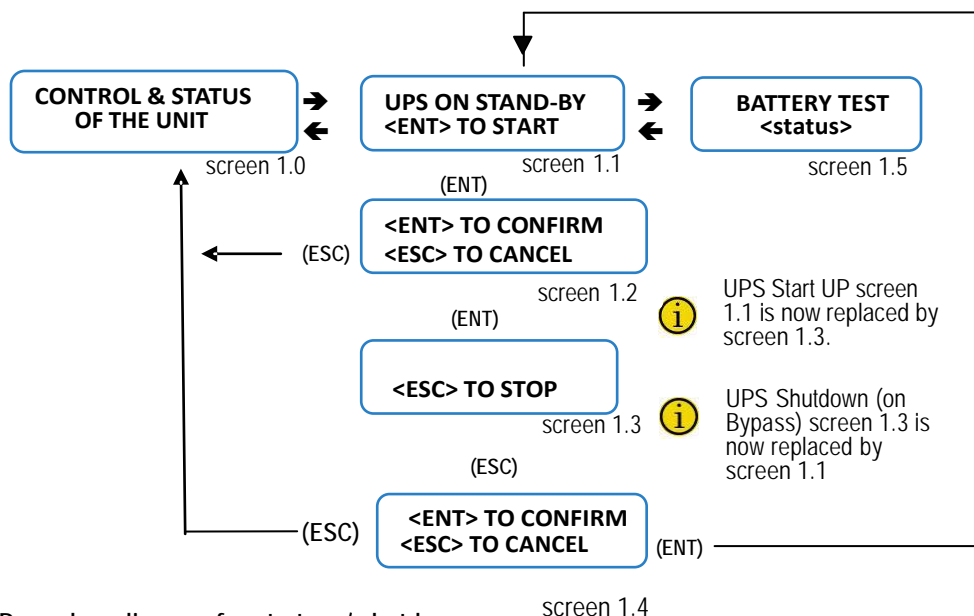 CONTROL & STATUS
OF THE UNIT
screen 1.0
UPS ON STAND-BY
<ENT> TO START
screen 1.1
BATTERY TEST
<status>
screen 1.5
(ENT)
<ENT> TO CONFIRM
<ESC> TO CANCEL
(ESC)
screen 1.2
i
UPS Start UP screen
1.1 is now replaced by
screen 1.3.
(ENT)
<ESC> TO STOP
screen 1.3
i
UPS Shutdown (on
Bypass) screen 1.3 is
now replaced by
screen 1.1
(ESC)
<ENT> TO CONFIRM
<ESC> TO CANCEL
(ESC)
(ENT)
screen 1.4